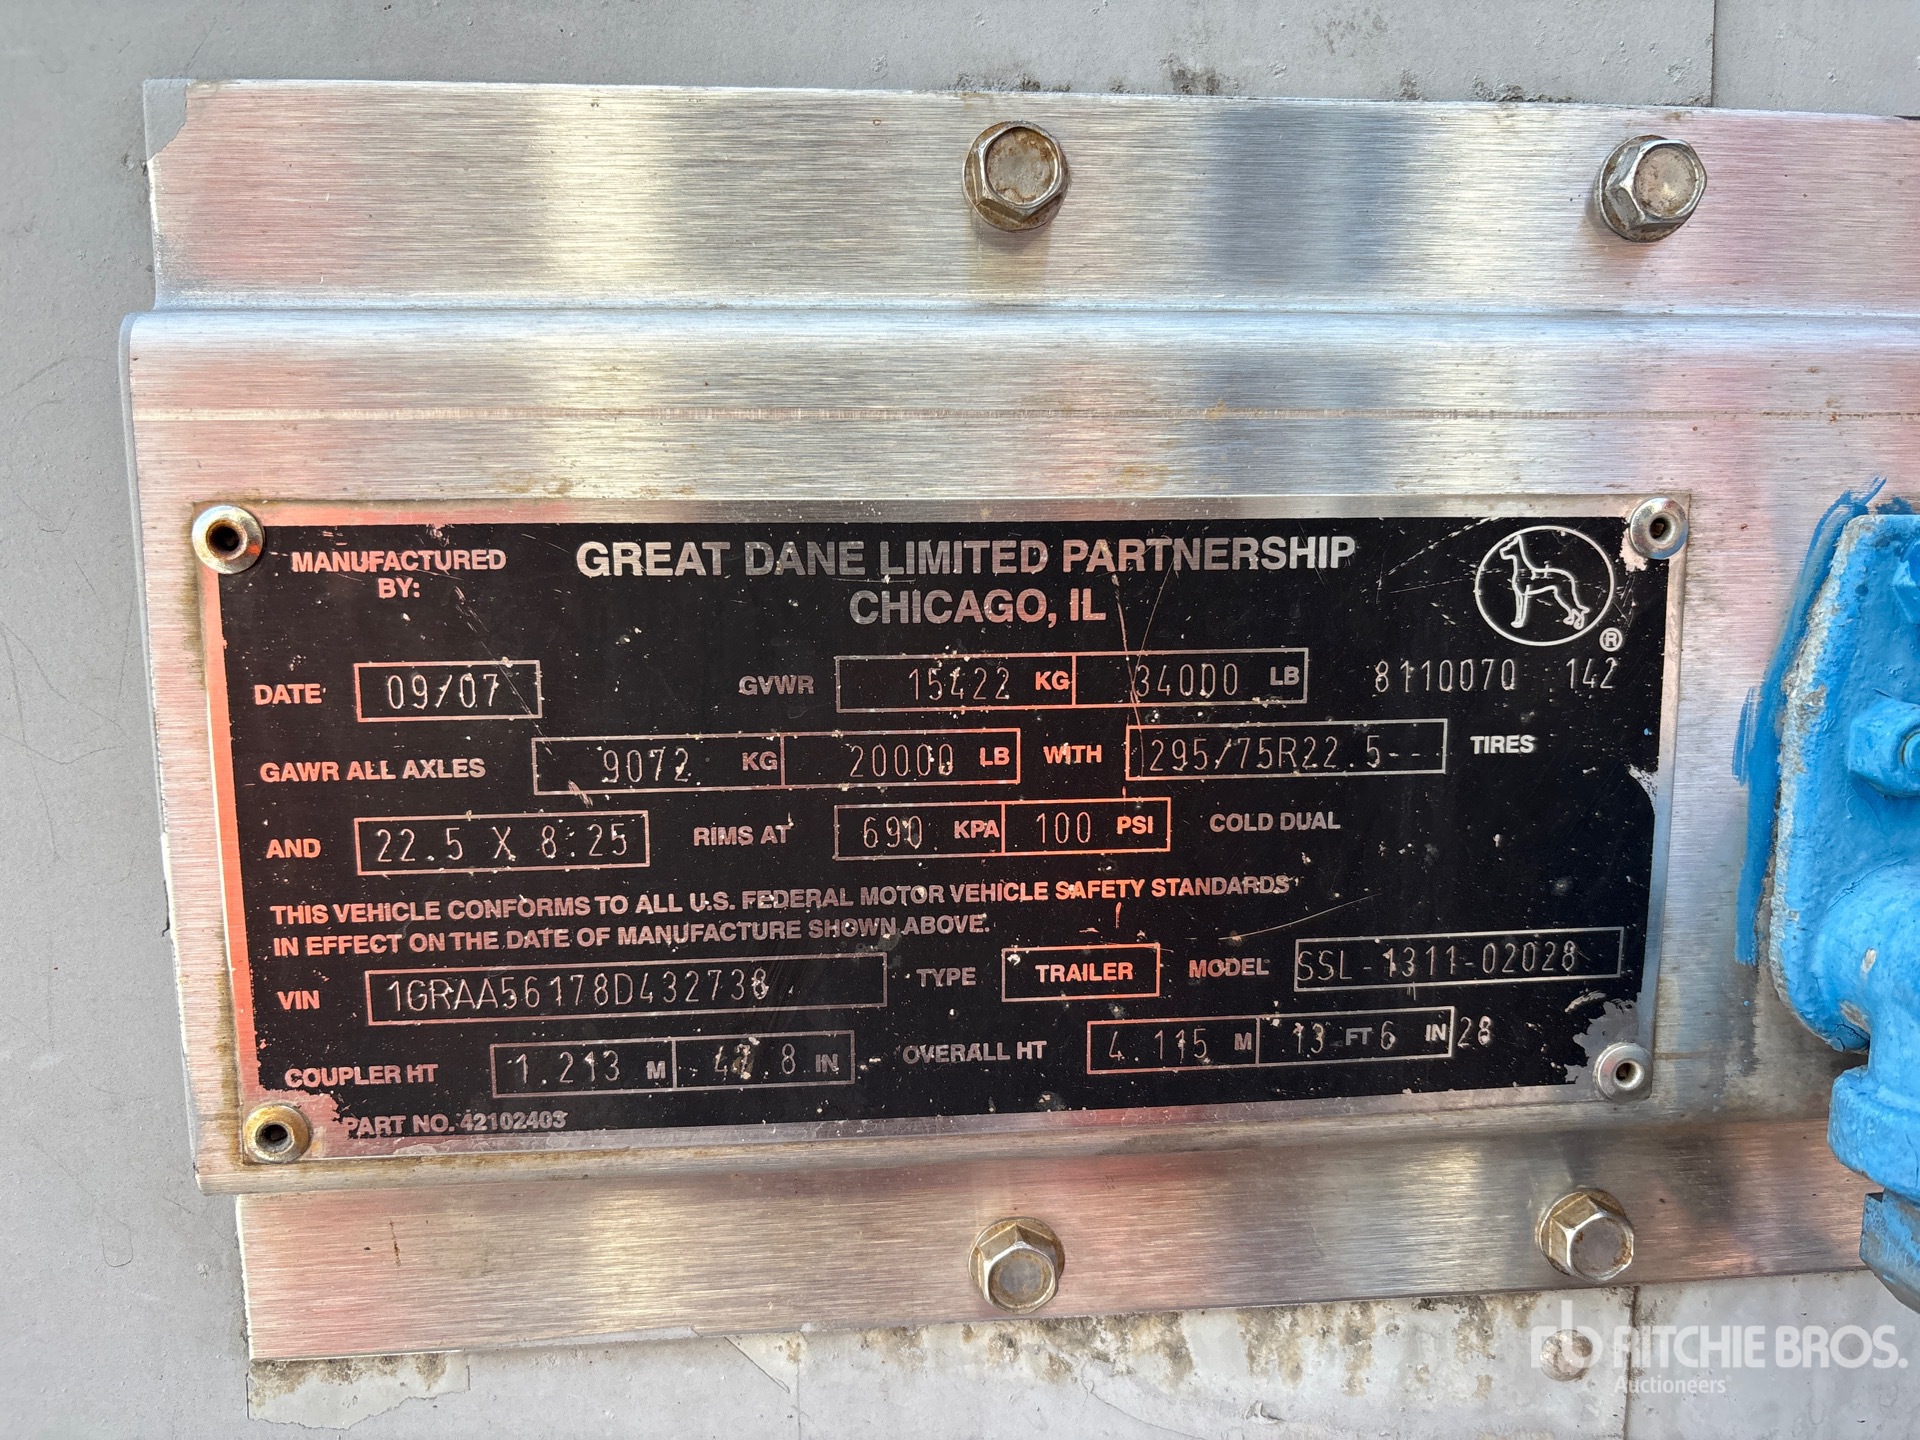 MANUFACTURED BY:
GREAT DANE LIMITED PARTNERSHIP
CHICAGO, IL
®
DATE 09/07 GVWR 15422 KG 34000 LB 8110070 142
GAWR ALL AXLES 9072 KG 20000 LB WITH 295/75R22.5-- TIRES
AND 22.5 X 8.25 RIMS AT 690 KPA 100 PSI COLD DUAL
THIS VEHICLE CONFORMS TO ALL U.S. FEDERAL MOTOR VEHICLE SAFETY STANDARDS
IN EFFECT ON THE DATE OF MANUFACTURE SHOWN ABOVE.
VIN 1GRAA56178D432738 TYPE TRAILER MODEL SSL-1311-02028
COUPLER HT 1.213 M 47.8 IN OVERALL HT 4.115 M 13 FT 6 IN 28
PART NO. 42102403
rb RITCHIE BROS.
Auctioneers